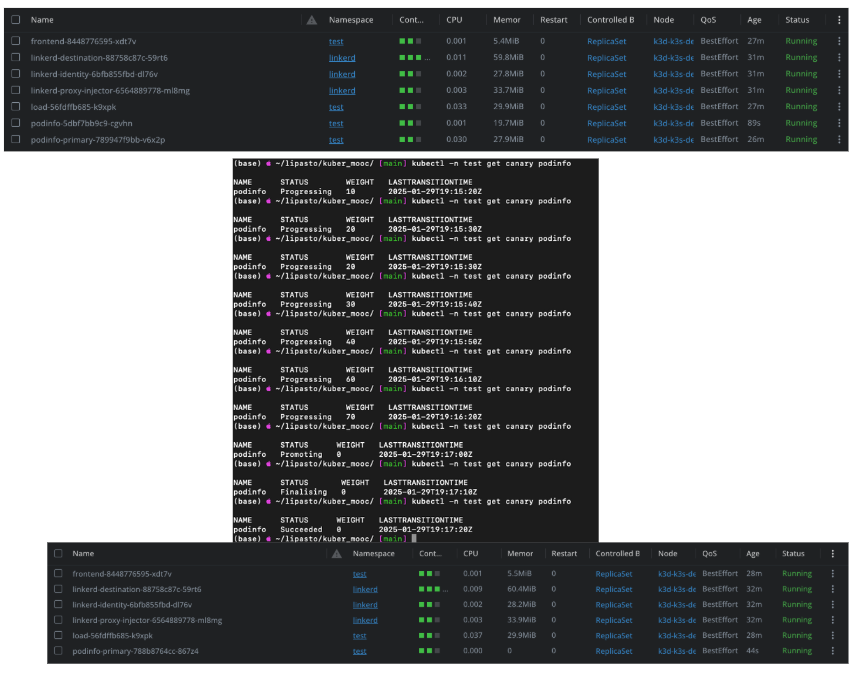 Name Namespace Cont... CPU Memor Restart Controlled B Node QoS Age Status
frontend-8448776595-xdt7v test 0.001 5.4MiB 0 ReplicaSet k3d-k3s-de BestEffort 27m Running
linkerd-destination-88758c87c-59rt6 linkerd ... 0.011 59.8MiB 0 ReplicaSet k3d-k3s-de BestEffort 31m Running
linkerd-identity-6bfb855fbd-dl76v linkerd 0.002 27.8MiB 0 ReplicaSet k3d-k3s-de BestEffort 31m Running
linkerd-proxy-injector-6564889778-ml8mg linkerd 0.003 33.7MiB 0 ReplicaSet k3d-k3s-de BestEffort 31m Running
load-56fdffb685-k9xpk test 0.033 29.9MiB 0 ReplicaSet k3d-k3s-de BestEffort 27m Running
podinfo-5dbf7bb9c9-cgvhn test 0.001 19.7MiB 0 ReplicaSet k3d-k3s-de BestEffort 89s Running
podinfo-primary-789947f9bb-v6x2p test 0.030 27.9MiB 0 ReplicaSet k3d-k3s-de BestEffort 26m Running
(base) ~/lipasto/kuber_mooc/ [main] kubectl -n test get canary podinfo
NAME STATUS WEIGHT LASTTRANSITIONTIME
podinfo Progressing 10 2025-01-29T19:15:20Z
(base) ~/lipasto/kuber_mooc/ [main] kubectl -n test get canary podinfo
NAME STATUS WEIGHT LASTTRANSITIONTIME
podinfo Progressing 20 2025-01-29T19:15:30Z
(base) ~/lipasto/kuber_mooc/ [main] kubectl -n test get canary podinfo
NAME STATUS WEIGHT LASTTRANSITIONTIME
podinfo Progressing 20 2025-01-29T19:15:30Z
(base) ~/lipasto/kuber_mooc/ [main] kubectl -n test get canary podinfo
NAME STATUS WEIGHT LASTTRANSITIONTIME
podinfo Progressing 30 2025-01-29T19:15:40Z
(base) ~/lipasto/kuber_mooc/ [main] kubectl -n test get canary podinfo
NAME STATUS WEIGHT LASTTRANSITIONTIME
podinfo Progressing 40 2025-01-29T19:15:50Z
(base) ~/lipasto/kuber_mooc/ [main] kubectl -n test get canary podinfo
NAME STATUS WEIGHT LASTTRANSITIONTIME
podinfo Progressing 60 2025-01-29T19:16:10Z
(base) ~/lipasto/kuber_mooc/ [main] kubectl -n test get canary podinfo
NAME STATUS WEIGHT LASTTRANSITIONTIME
podinfo Progressing 70 2025-01-29T19:16:20Z
(base) ~/lipasto/kuber_mooc/ [main] kubectl -n test get canary podinfo
NAME STATUS WEIGHT LASTTRANSITIONTIME
podinfo Promoting 0 2025-01-29T19:17:00Z
(base) ~/lipasto/kuber_mooc/ [main] kubectl -n test get canary podinfo
NAME STATUS WEIGHT LASTTRANSITIONTIME
podinfo Finalising 0 2025-01-29T19:17:10Z
(base) ~/lipasto/kuber_mooc/ [main] kubectl -n test get canary podinfo
NAME STATUS WEIGHT LASTTRANSITIONTIME
podinfo Succeeded 0 2025-01-29T19:17:20Z
(base) ~/lipasto/kuber_mooc/ [main]
Name Namespace Cont... CPU Memor Restart Controlled B Node QoS Age Status
frontend-8448776595-xdt7v test 0.001 5.5MiB 0 ReplicaSet k3d-k3s-de BestEffort 28m Running
linkerd-destination-88758c87c-59rt6 linkerd ... 0.009 60.4MiB 0 ReplicaSet k3d-k3s-de BestEffort 32m Running
linkerd-identity-6bfb855fbd-dl76v linkerd 0.002 28.2MiB 0 ReplicaSet k3d-k3s-de BestEffort 32m Running
linkerd-proxy-injector-6564889778-ml8mg linkerd 0.003 33.9MiB 0 ReplicaSet k3d-k3s-de BestEffort 32m Running
load-56fdffb685-k9xpk test 0.037 29.9MiB 0 ReplicaSet k3d-k3s-de BestEffort 28m Running
podinfo-primary-788b8764cc-867z4 test 0.000 0 0 ReplicaSet k3d-k3s-de BestEffort 44s Running